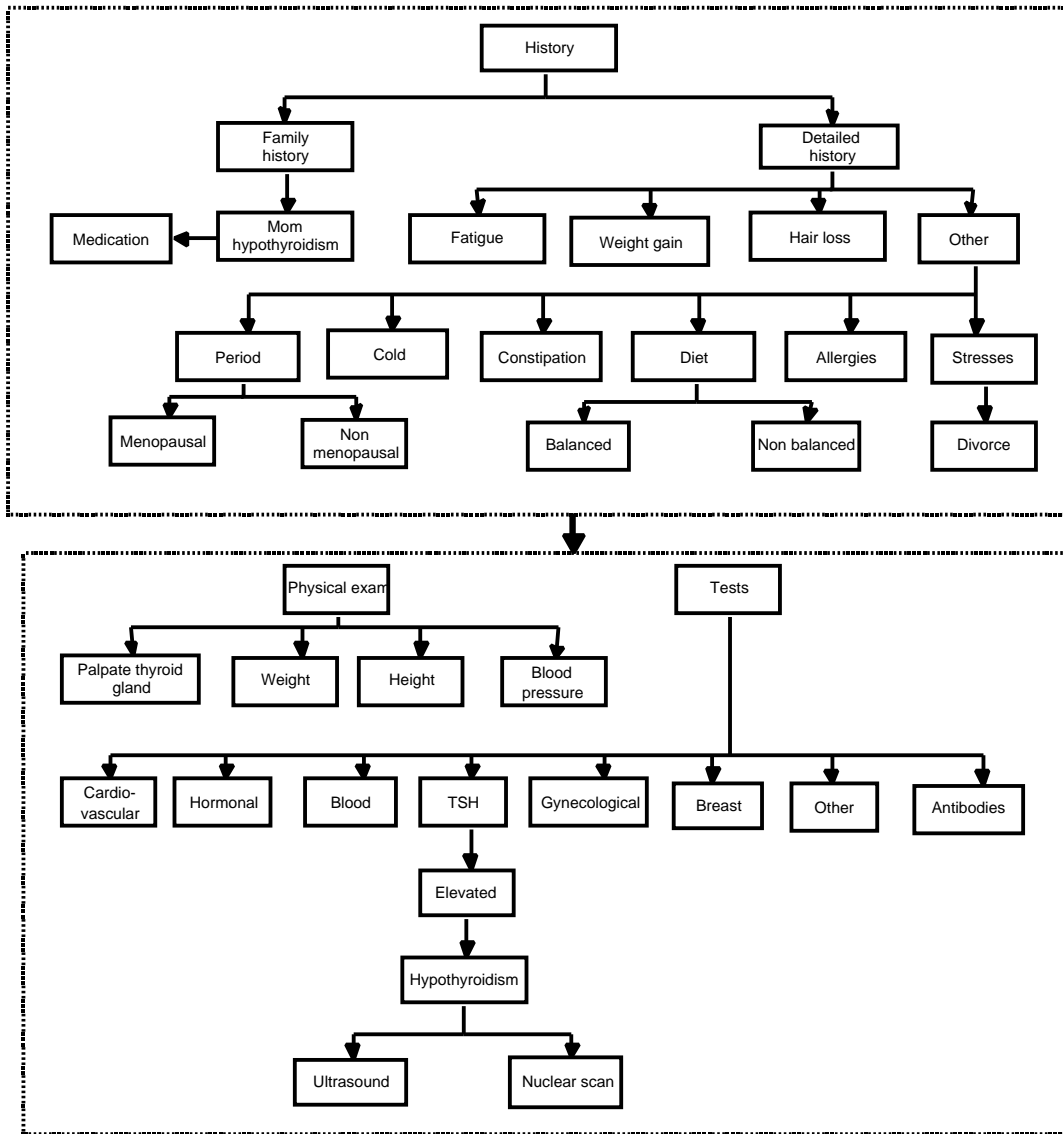 History
Family
history
Detailed
history
Medication
Mom
hypothyroidism
Fatigue
Weight gain
Hair loss
Other
Period
Cold
Constipation
Diet
Allergies
Stresses
Menopausal
Non
menopausal
Balanced
Non balanced
Divorce
Physical exam
Tests
Palpate thyroid
gland
Weight
Height
Blood
pressure
Cardio-
vascular
Hormonal
Blood
TSH
Gynecological
Breast
Other
Antibodies
Elevated
Hypothyroidism
Ultrasound
Nuclear scan